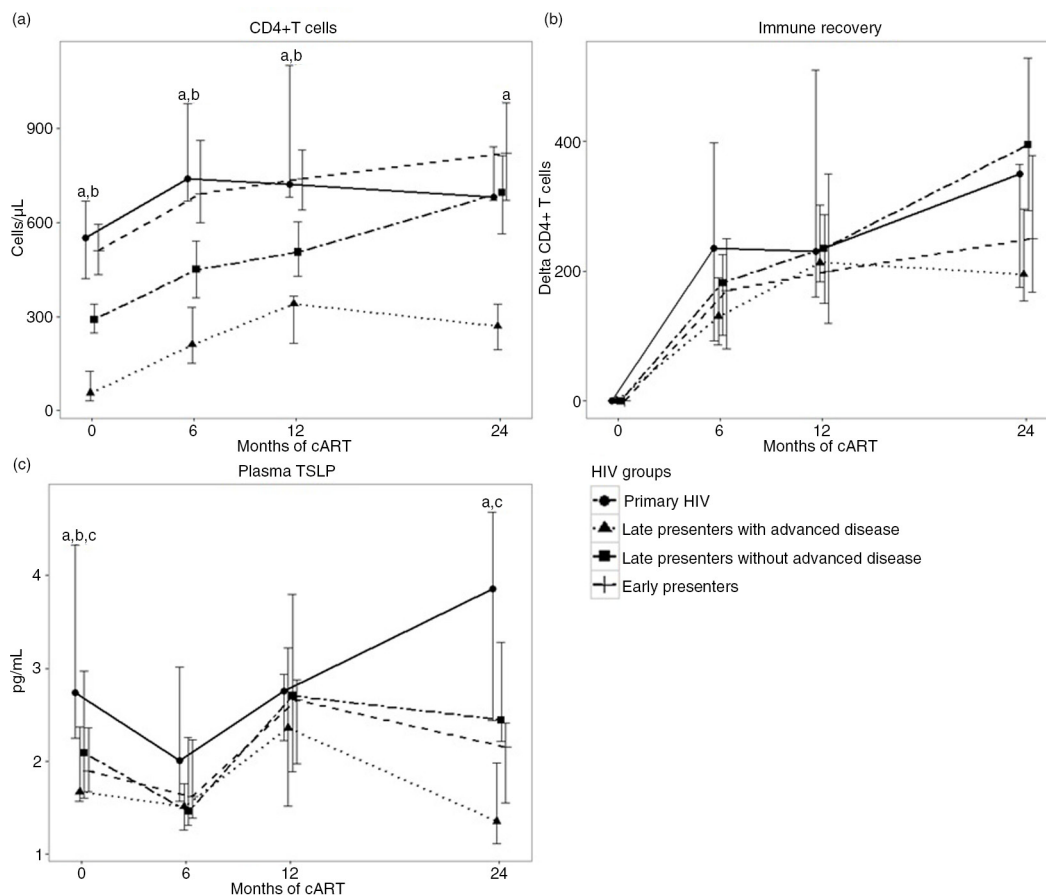 (a)
CD4+T cells
a,b
a,b
a,b
a
900
600
300
0
Cells/µL
0
6
12
24
Months of cART
(b)
Immune recovery
400
200
0
Delta CD4+ T cells
0
6
12
24
Months of cART
(c)
Plasma TSLP
a,b,c
a,c
4
3
2
1
pg/mL
0
6
12
24
Months of cART
HIV groups
Primary HIV
Late presenters with advanced disease
Late presenters without advanced disease
Early presenters